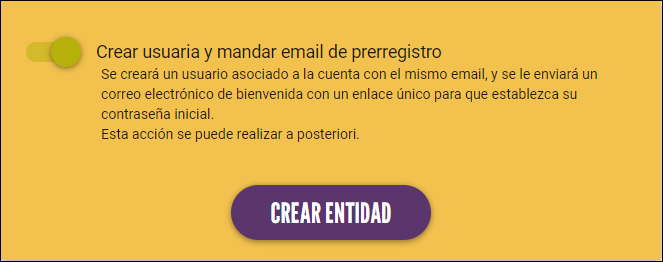 Crear usuaria y mandar email de prerregistro
Se creará un usuario asociado a la cuenta con el mismo email, y se le enviará un
correo electrónico de bienvenida con un enlace único para que establezca su
contraseña inicial.
Esta acción se puede realizar a posteriori.
CREAR ENTIDAD